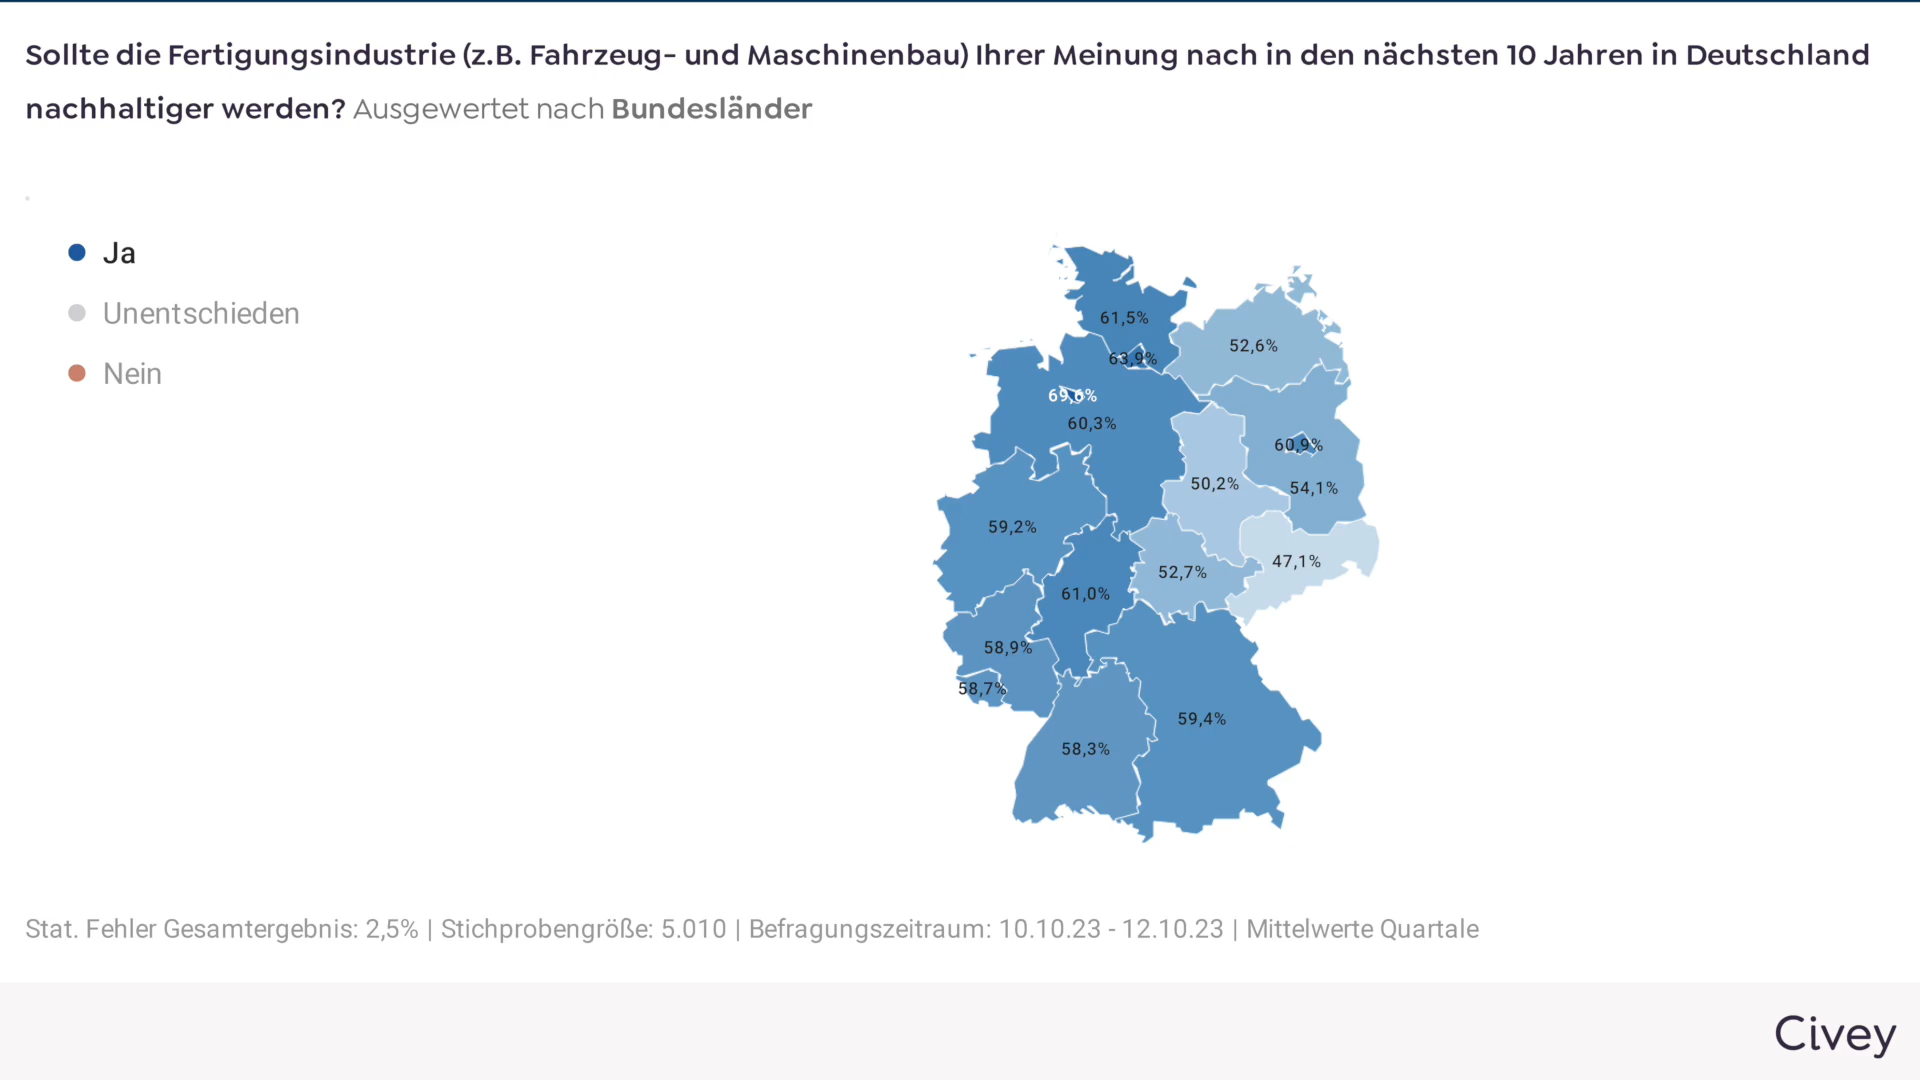 Sollte die Fertigungsindustrie (z.B. Fahrzeug- und Maschinenbau) Ihrer Meinung nach in den nächsten 10 Jahren in Deutschland
nachhaltiger werden? Ausgewertet nach Bundesländer
Ja
Unentschieden
Nein
61,5%
52,6%
63,9%
69,6%
60,3%
60,9%
50,2%
54,1%
59,2%
47,1%
52,7%
61,0%
58,9%
58,7%
59,4%
58,3%
Stat. Fehler Gesamtergebnis: 2,5% | Stichprobengröße: 5.010 | Befragungszeitraum: 10.10.23 - 12.10.23 | Mittelwerte Quartale
Civey